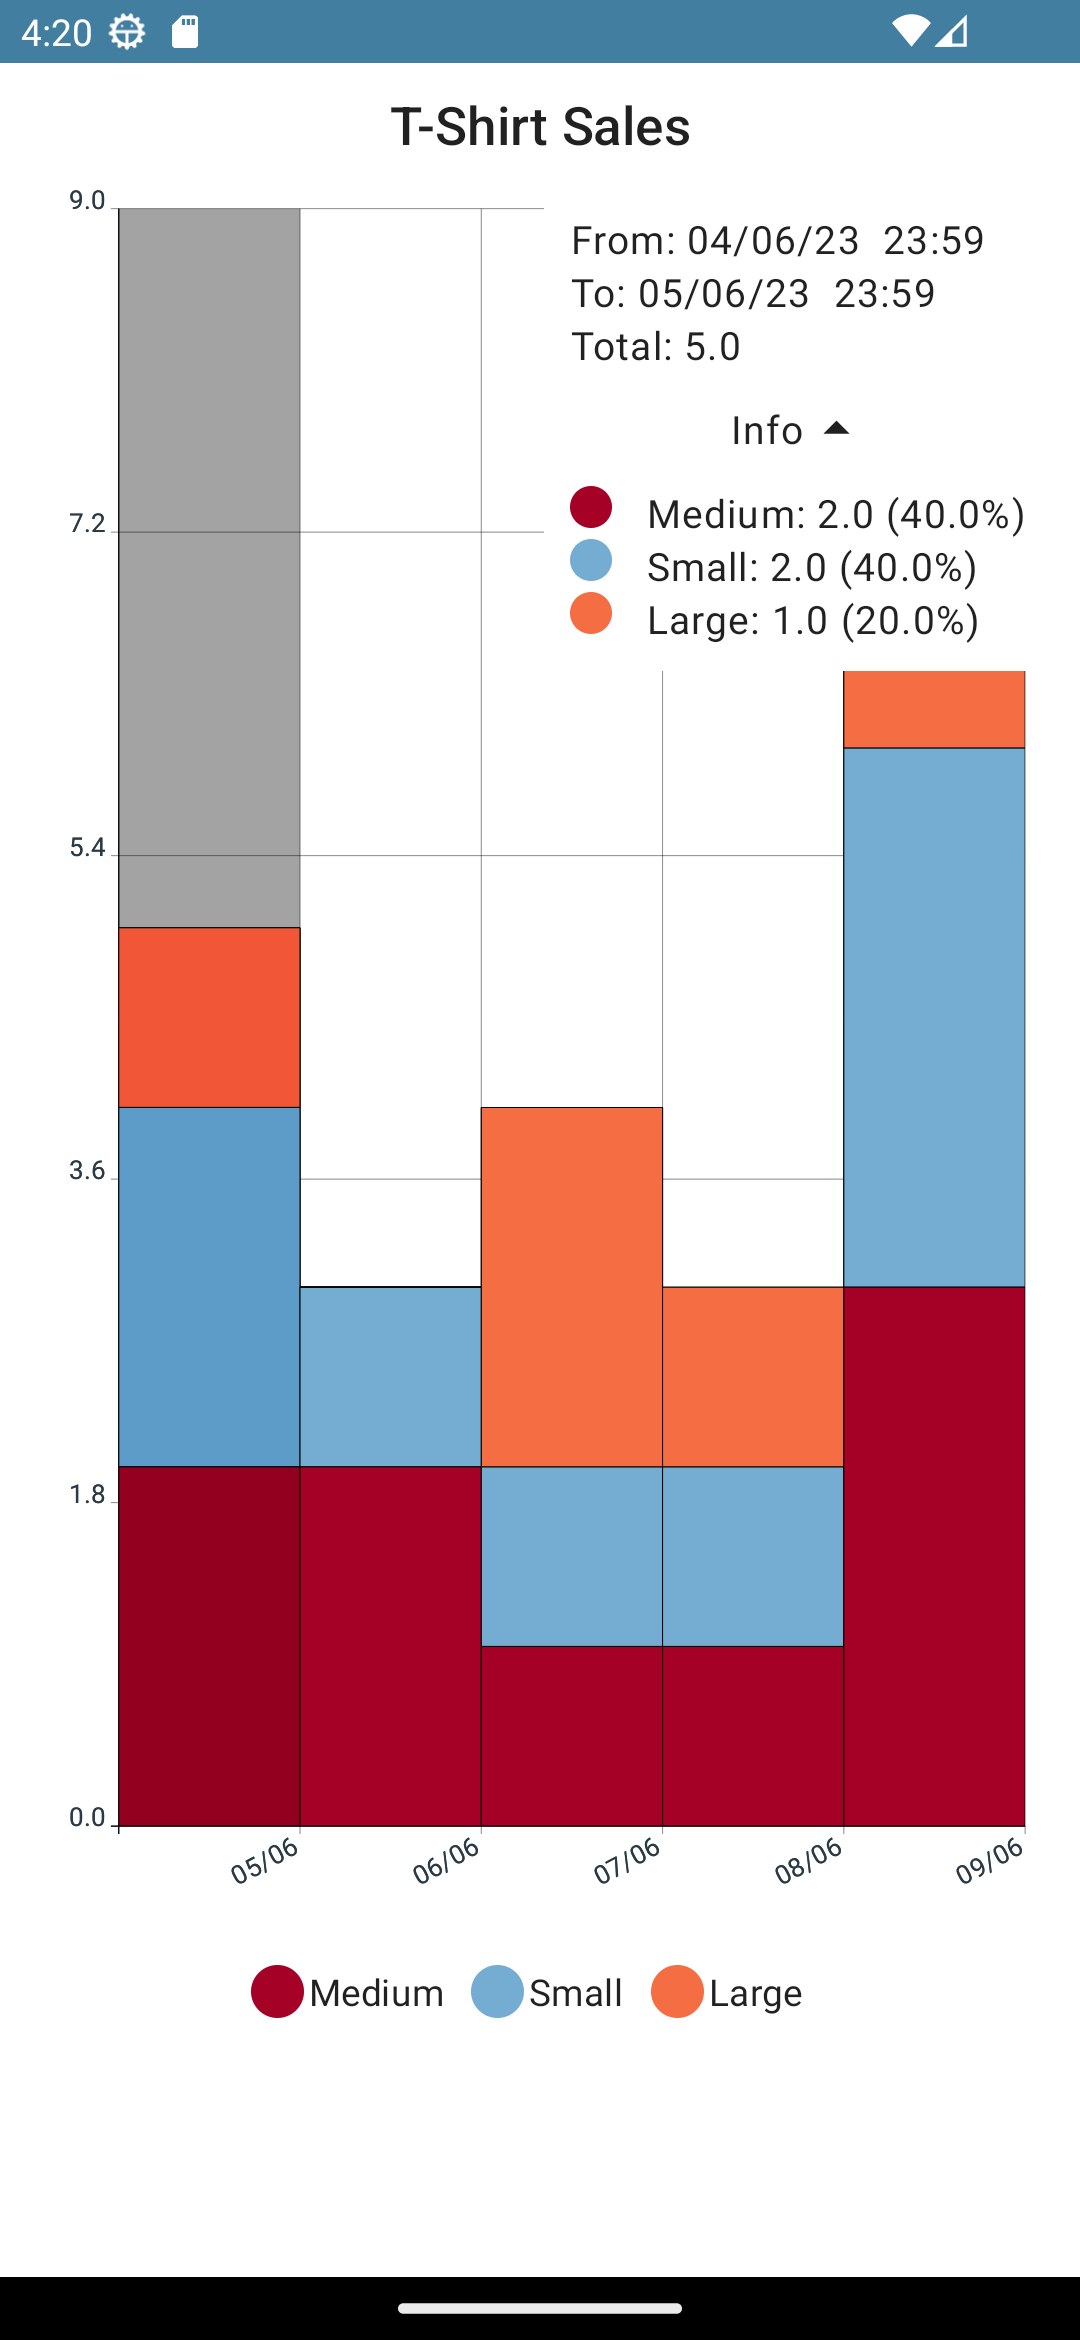 4:20
T-Shirt Sales
9.0
From: 04/06/23  23:59
To: 05/06/23  23:59
Total: 5.0
Info
7.2
Medium: 2.0 (40.0%)
Small: 2.0 (40.0%)
Large: 1.0 (20.0%)
5.4
3.6
1.8
0.0
05/06 06/06 07/06 08/06 09/06
Medium Small Large